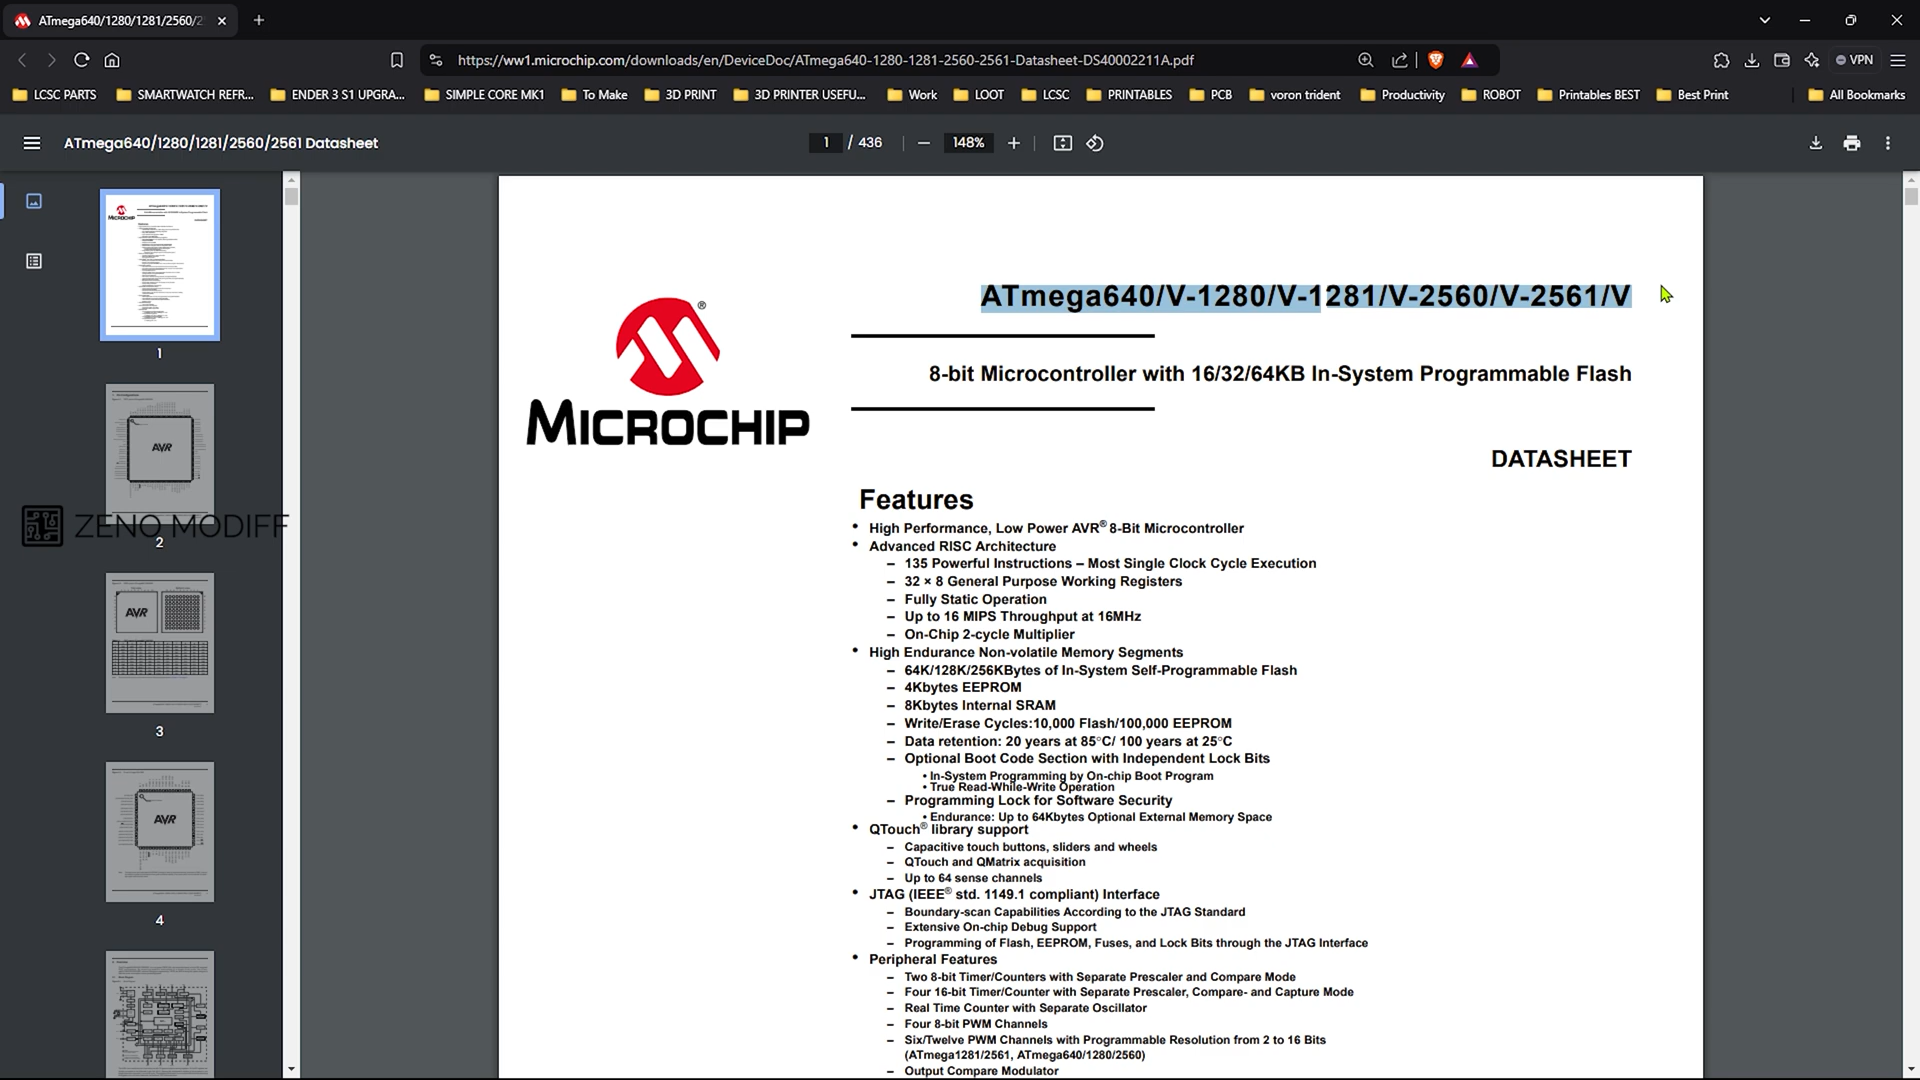 ATmega640/1280/1281/2560/2
https://ww1.microchip.com/downloads/en/DeviceDoc/ATmega640-1280-1281-2560-2561-Datasheet-DS40002211A.pdf
VPN
LCSC PARTS
SMARTWATCH REFR...
ENDER 3 S1 UPGRA...
SIMPLE CORE MK1
To Make
3D PRINT
3D PRINTER USEFU...
Work
LOOT
LCSC
PRINTABLES
PCB
voron trident
Productivity
ROBOT
Printables BEST
Best Print
All Bookmarks
ATmega640/1280/1281/2560/2561 Datasheet
1 / 436
148%
MICROCHIP
1
AVR
ZENO MODIFF
2
AVR
3
AVR
4
MICROCHIP®
ATmega640/V-1280/V-1281/V-2560/V-2561/V
8-bit Microcontroller with 16/32/64KB In-System Programmable Flash
DATASHEET
Features
• High Performance, Low Power AVR® 8-Bit Microcontroller
• Advanced RISC Architecture
– 135 Powerful Instructions – Most Single Clock Cycle Execution
– 32 × 8 General Purpose Working Registers
– Fully Static Operation
– Up to 16 MIPS Throughput at 16MHz
– On-Chip 2-cycle Multiplier
• High Endurance Non-volatile Memory Segments
– 64K/128K/256KBytes of In-System Self-Programmable Flash
– 4Kbytes EEPROM
– 8Kbytes Internal SRAM
– Write/Erase Cycles:10,000 Flash/100,000 EEPROM
– Data retention: 20 years at 85°C/ 100 years at 25°C
– Optional Boot Code Section with Independent Lock Bits
• In-System Programming by On-chip Boot Program
• True Read-While-Write Operation
– Programming Lock for Software Security
• Endurance: Up to 64Kbytes Optional External Memory Space
• QTouch® library support
– Capacitive touch buttons, sliders and wheels
– QTouch and QMatrix acquisition
– Up to 64 sense channels
• JTAG (IEEE® std. 1149.1 compliant) Interface
– Boundary-scan Capabilities According to the JTAG Standard
– Extensive On-chip Debug Support
– Programming of Flash, EEPROM, Fuses, and Lock Bits through the JTAG Interface
• Peripheral Features
– Two 8-bit Timer/Counters with Separate Prescaler and Compare Mode
– Four 16-bit Timer/Counter with Separate Prescaler, Compare- and Capture Mode
– Real Time Counter with Separate Oscillator
– Four 8-bit PWM Channels
– Six/Twelve PWM Channels with Programmable Resolution from 2 to 16 Bits
(ATmega1281/2561, ATmega640/1280/2560)
– Output Compare Modulator